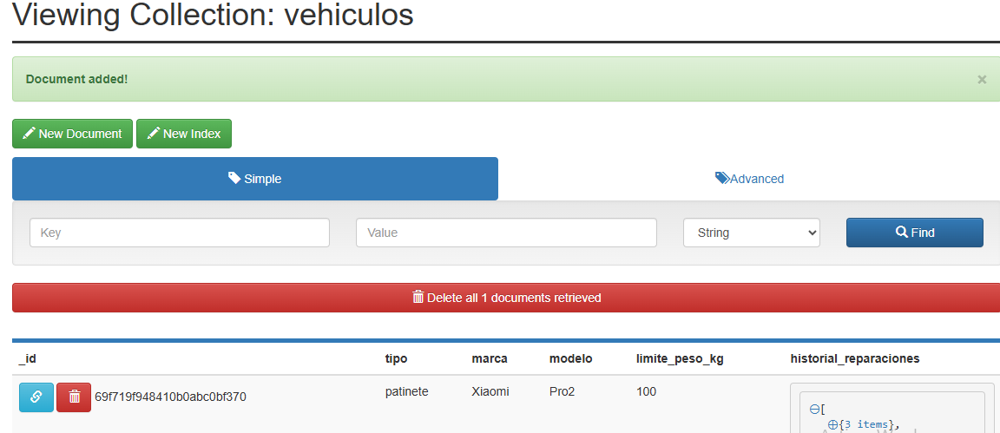 Viewing Collection: vehiculos
Document added!
×
New Document New Index
Simple Advanced
Key Value String Find
Delete all 1 documents retrieved
_id tipo marca modelo limite_peso_kg historial_reparaciones
69f719f948410b0abc0bf370 patinete Xiaomi Pro2 100
[
{3 items},